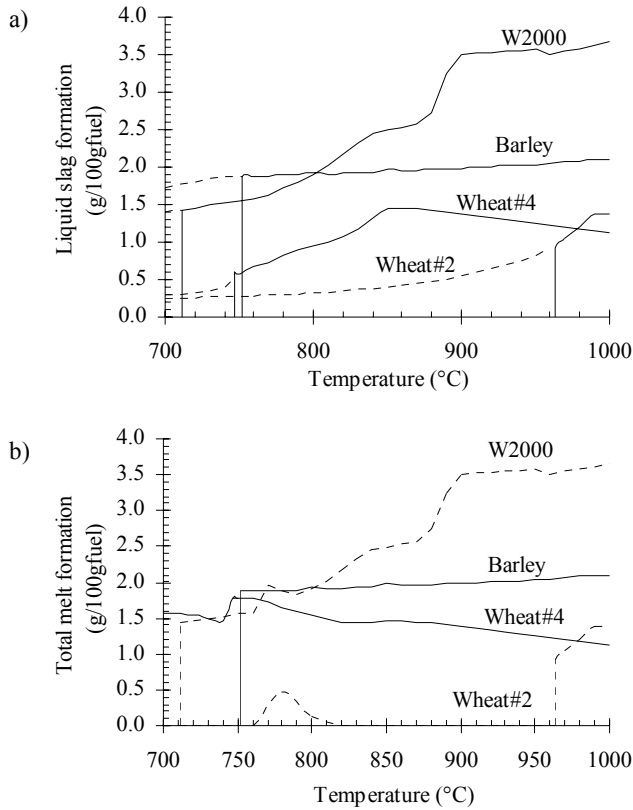 a)
Liquid slag formation
(g/100gfuel)
4.0
3.5
3.0
2.5
2.0
1.5
1.0
0.5
0.0
W2000
Barley
Wheat#4
Wheat#2
700 750 800 850 900 950 1000
Temperature (°C)
b)
Total melt formation
(g/100gfuel)
4.0
3.5
3.0
2.5
2.0
1.5
1.0
0.5
0.0
W2000
Barley
Wheat#4
Wheat#2
700 750 800 850 900 950 1000
Temperature (°C)